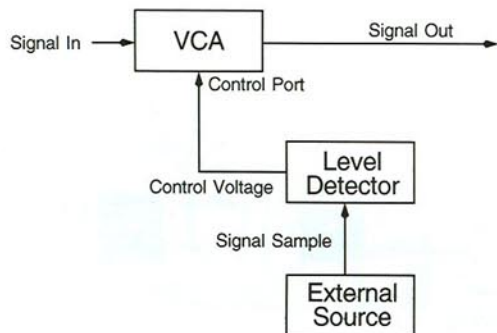 Signal In
VCA
Signal Out
Control Port
Level
Detector
Control Voltage
Signal Sample
External
Source